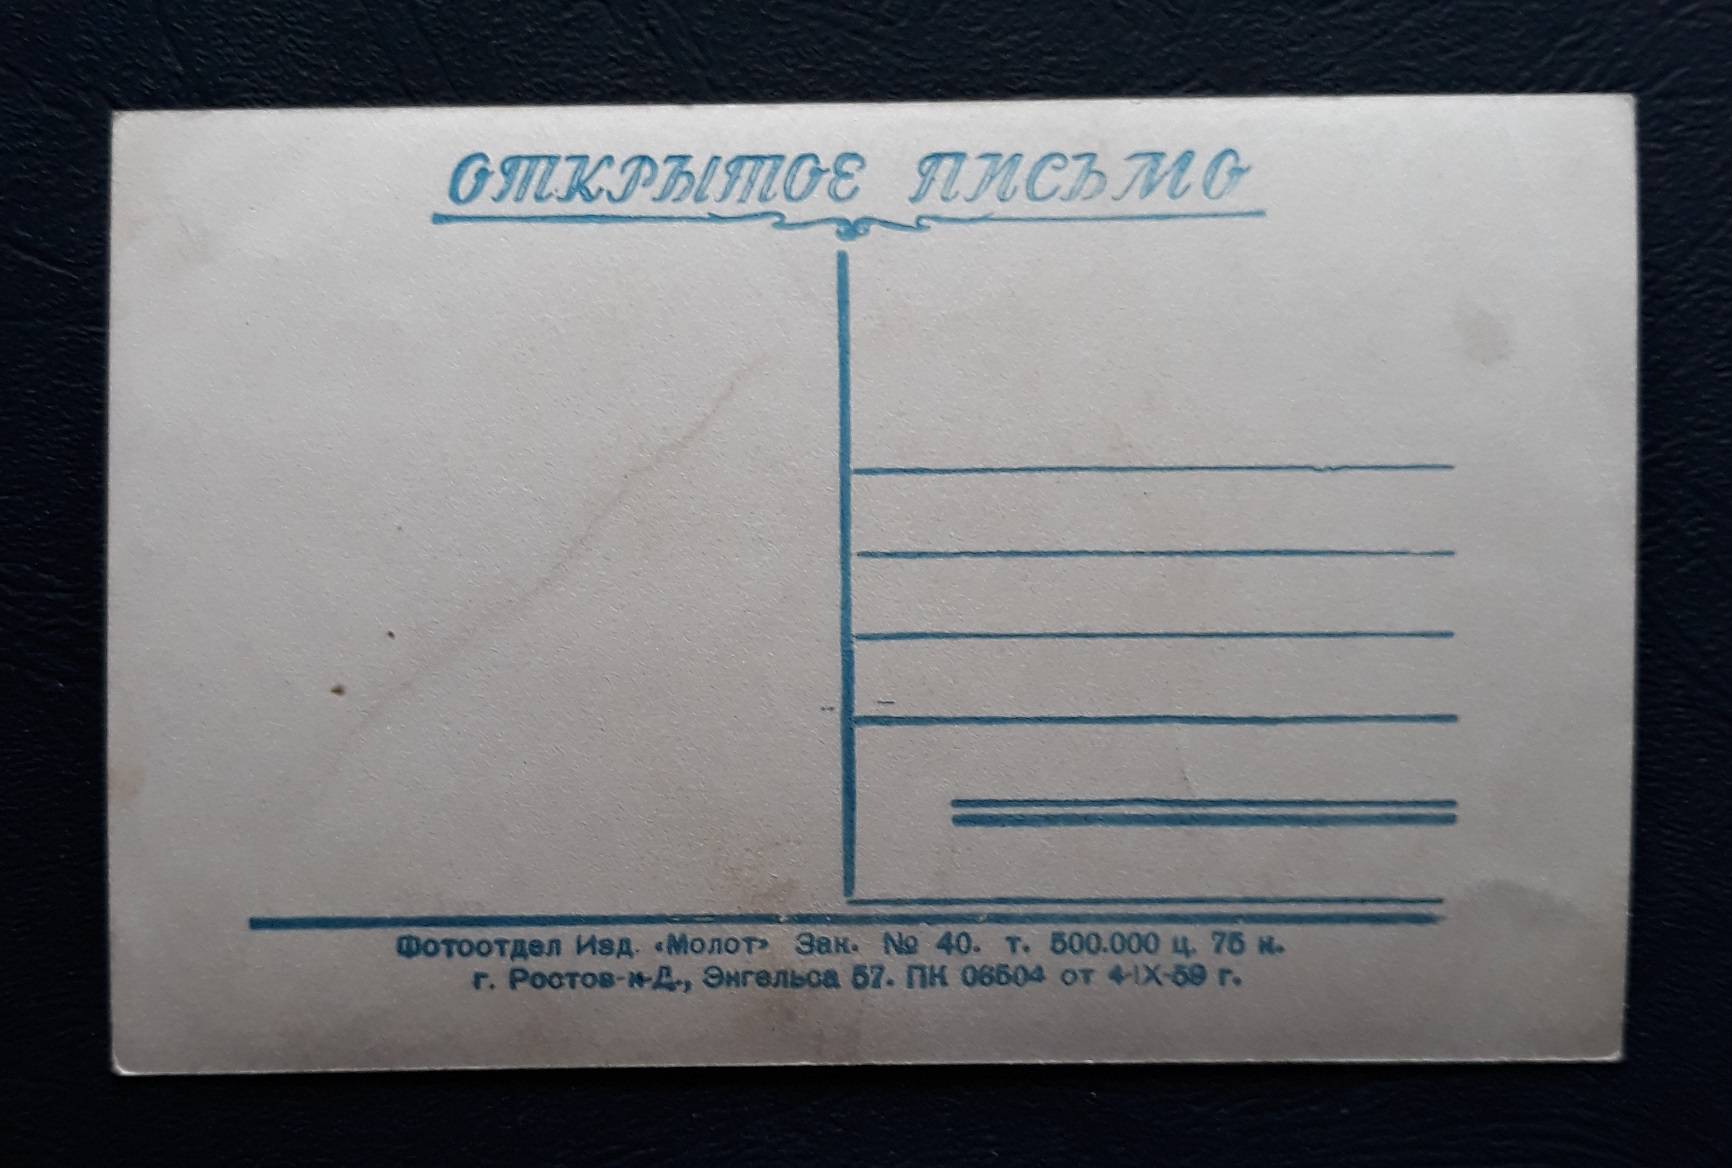 ОТКРЫТОЕ ПИСЬМО
Фотоотдел Изд. «Молот» Зак. № 40. т. 500.000 ц. 75 к.
г. Ростов-н-Д., Энгельса 57. ПК 06504 от 4-IX-59 г.